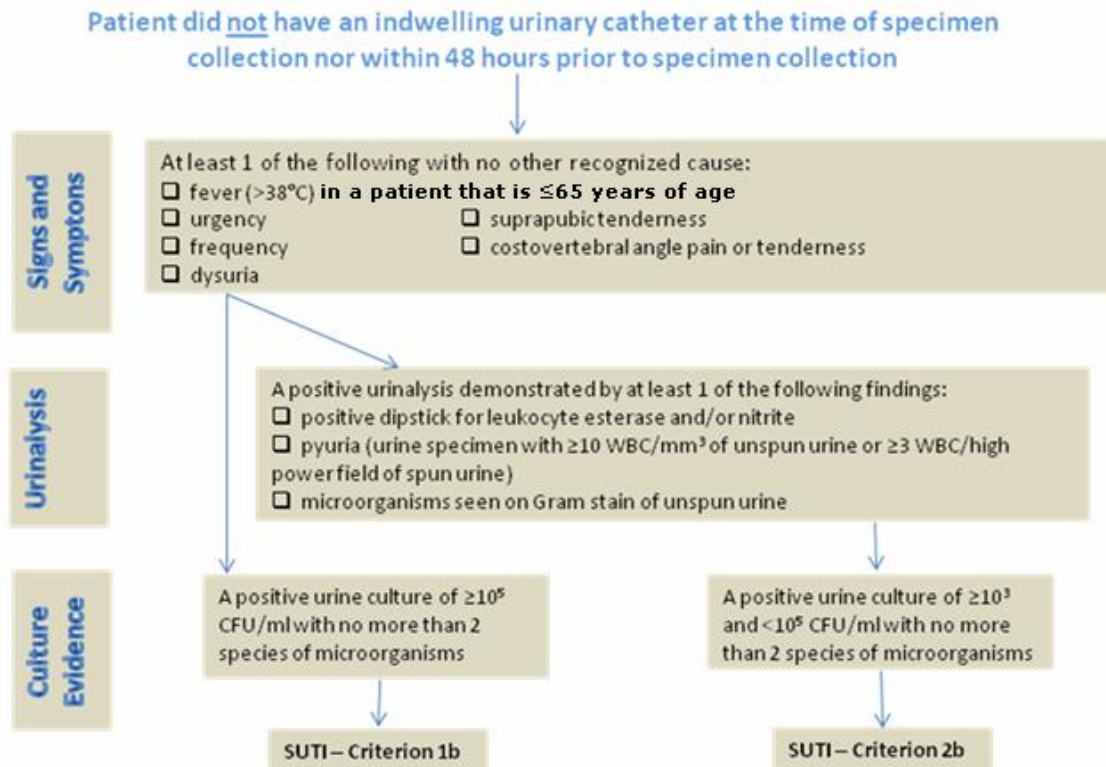 Patient did not have an indwelling urinary catheter at the time of specimen
collection nor within 48 hours prior to specimen collection
Signs and
Symptons
At least 1 of the following with no other recognized cause:
❑ fever (>38°C) in a patient that is ≤65 years of age
❑ urgency ❑ suprapubic tenderness
❑ frequency ❑ costovertebral angle pain or tenderness
❑ dysuria
Urinalysis
A positive urinalysis demonstrated by at least 1 of the following findings:
❑ positive dipstick for leukocyte esterase and/or nitrite
❑ pyuria (urine specimen with ≥10 WBC/mm³ of unspun urine or ≥3 WBC/high
power field of spun urine)
❑ microorganisms seen on Gram stain of unspun urine
Culture
Evidence
A positive urine culture of ≥10⁵
CFU/ml with no more than 2
species of microorganisms
A positive urine culture of ≥10³
and <10⁵ CFU/ml with no more
than 2 species of microorganisms
SUTI – Criterion 1b
SUTI – Criterion 2b